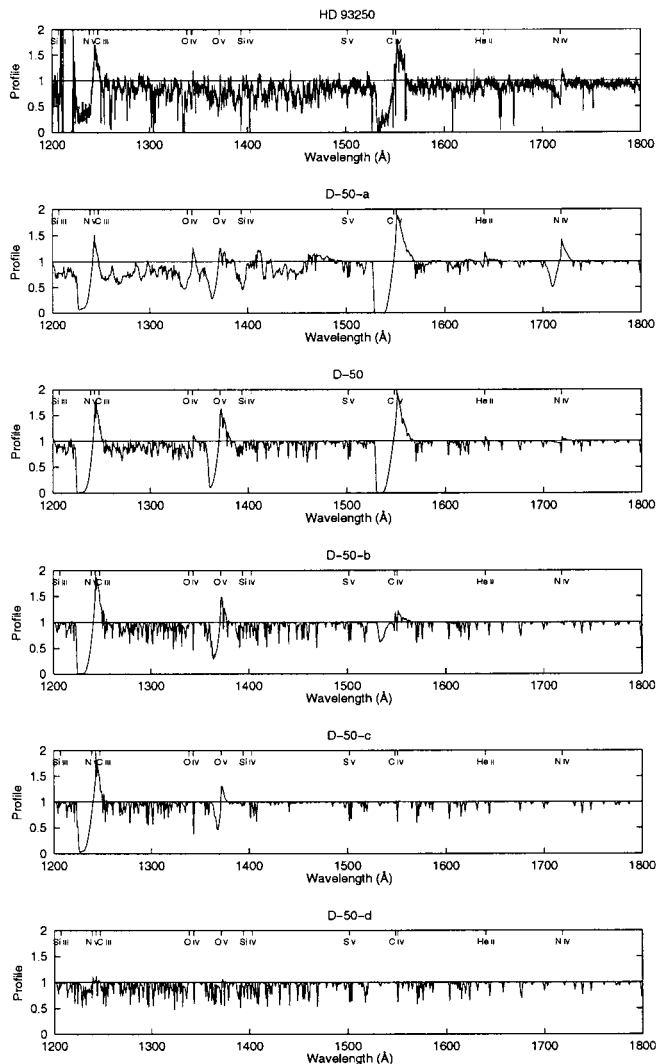 HD 93250
2
1.5
1
0.5
0
Profile
Si III N V C III O IV O V Si IV S V C IV He II N IV
1200 1300 1400 1500 1600 1700 1800
Wavelength (Å)
D-50-a
2
1.5
1
0.5
0
Profile
Si III N V C III O IV O V Si IV S V C IV He II N IV
1200 1300 1400 1500 1600 1700 1800
Wavelength (Å)
D-50
2
1.5
1
0.5
0
Profile
Si III N V C III O IV O V Si IV S V C IV He II N IV
1200 1300 1400 1500 1600 1700 1800
Wavelength (Å)
D-50-b
2
1.5
1
0.5
0
Profile
Si III N V C III O IV O V Si IV S V C IV He II N IV
1200 1300 1400 1500 1600 1700 1800
Wavelength (Å)
D-50-c
2
1.5
1
0.5
0
Profile
Si III N V C III O IV O V Si IV S V C IV He II N IV
1200 1300 1400 1500 1600 1700 1800
Wavelength (Å)
D-50-d
2
1.5
1
0.5
0
Profile
Si III N V C III O IV O V Si IV S V C IV He II N IV
1200 1300 1400 1500 1600 1700 1800
Wavelength (Å)